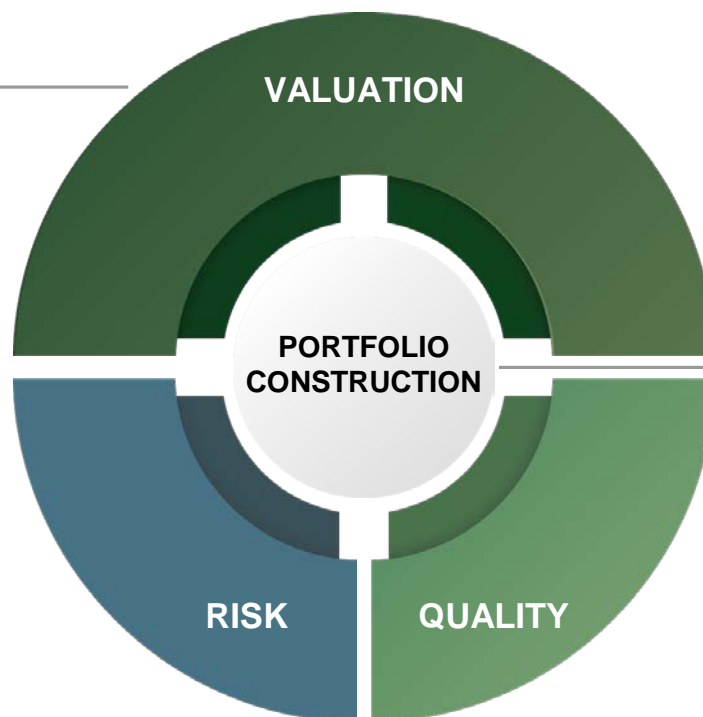 VALUATION
PORTFOLIO
CONSTRUCTION
RISK
QUALITY